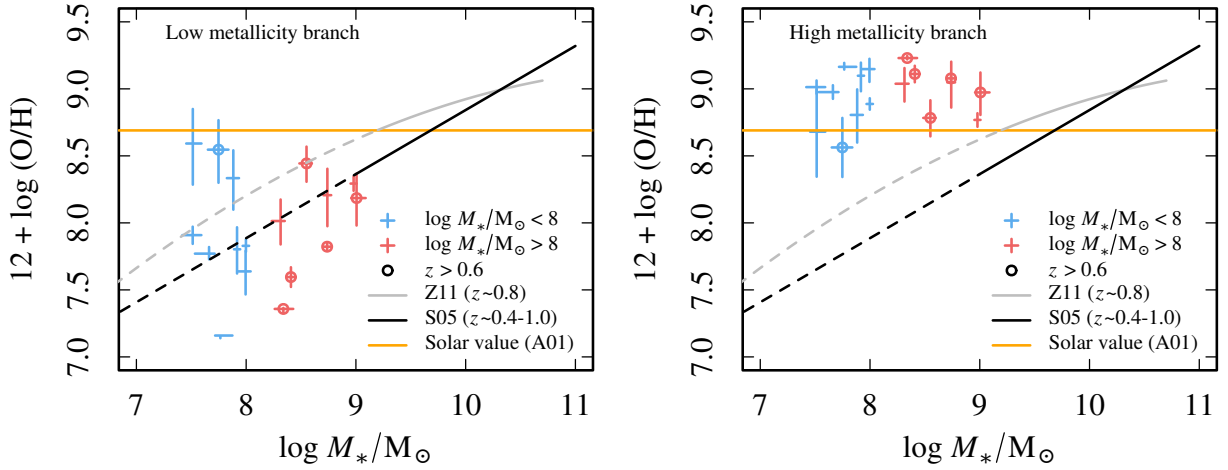 Low metallicity branch
12 + log (O/H)
9.5
9.0
8.5
8.0
7.5
7.0
log M*/M⊙ < 8
log M*/M⊙ > 8
z > 0.6
Z11 (z~0.8)
S05 (z~0.4-1.0)
Solar value (A01)
7 8 9 10 11
log M*/M⊙
High metallicity branch
12 + log (O/H)
9.5
9.0
8.5
8.0
7.5
7.0
log M*/M⊙ < 8
log M*/M⊙ > 8
z > 0.6
Z11 (z~0.8)
S05 (z~0.4-1.0)
Solar value (A01)
7 8 9 10 11
log M*/M⊙